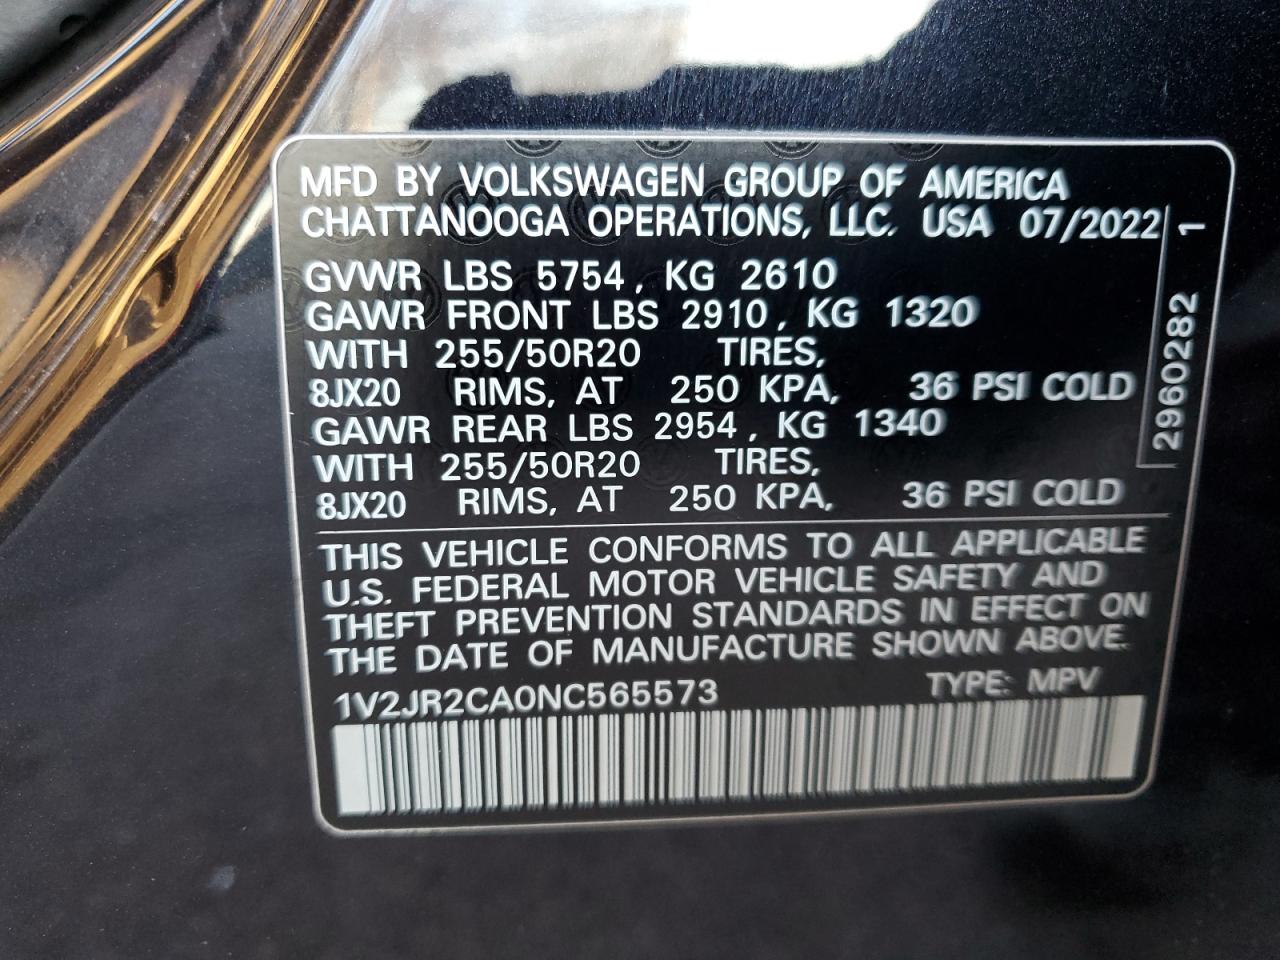 MFD BY VOLKSWAGEN GROUP OF AMERICA
CHATTANOOGA OPERATIONS, LLC. USA 07/2022
GVWR LBS 5754, KG 2610
GAWR FRONT LBS 2910, KG 1320
WITH 255/50R20 TIRES,
8JX20 RIMS, AT 250 KPA, 36 PSI COLD
GAWR REAR LBS 2954, KG 1340
WITH 255/50R20 TIRES,
8JX20 RIMS, AT 250 KPA, 36 PSI COLD
THIS VEHICLE CONFORMS TO ALL APPLICABLE
U.S. FEDERAL MOTOR VEHICLE SAFETY AND
THEFT PREVENTION STANDARDS IN EFFECT ON
THE DATE OF MANUFACTURE SHOWN ABOVE.
1V2JR2CA0NC565573 TYPE: MPV
2960282 1